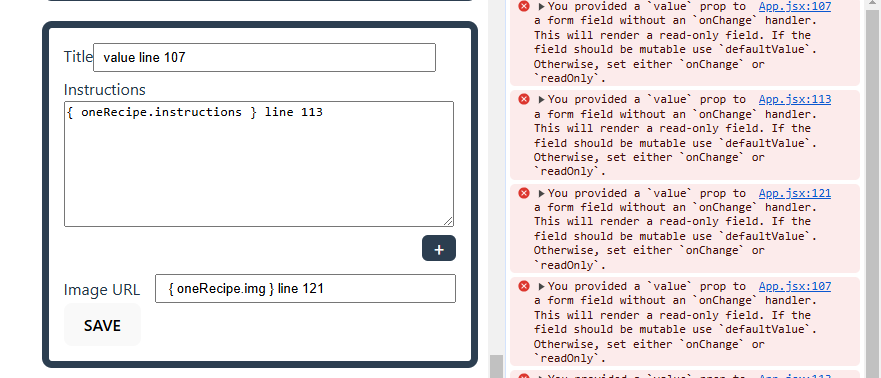 Title value line 107
Instructions
{ oneRecipe.instructions } line 113
+
Image URL { oneRecipe.img } line 121
SAVE
You provided a `value` prop to App.jsx:107
a form field without an `onChange` handler.
This will render a read-only field. If the
field should be mutable use `defaultValue`.
Otherwise, set either `onChange` or
`readOnly`.
You provided a `value` prop to App.jsx:113
a form field without an `onChange` handler.
This will render a read-only field. If the
field should be mutable use `defaultValue`.
Otherwise, set either `onChange` or
`readOnly`.
You provided a `value` prop to App.jsx:121
a form field without an `onChange` handler.
This will render a read-only field. If the
field should be mutable use `defaultValue`.
Otherwise, set either `onChange` or
`readOnly`.
You provided a `value` prop to App.jsx:107
a form field without an `onChange` handler.
This will render a read-only field. If the
field should be mutable use `defaultValue`.
Otherwise, set either `onChange` or
`readOnly`.
You provided a `value` prop to App.jsx:113